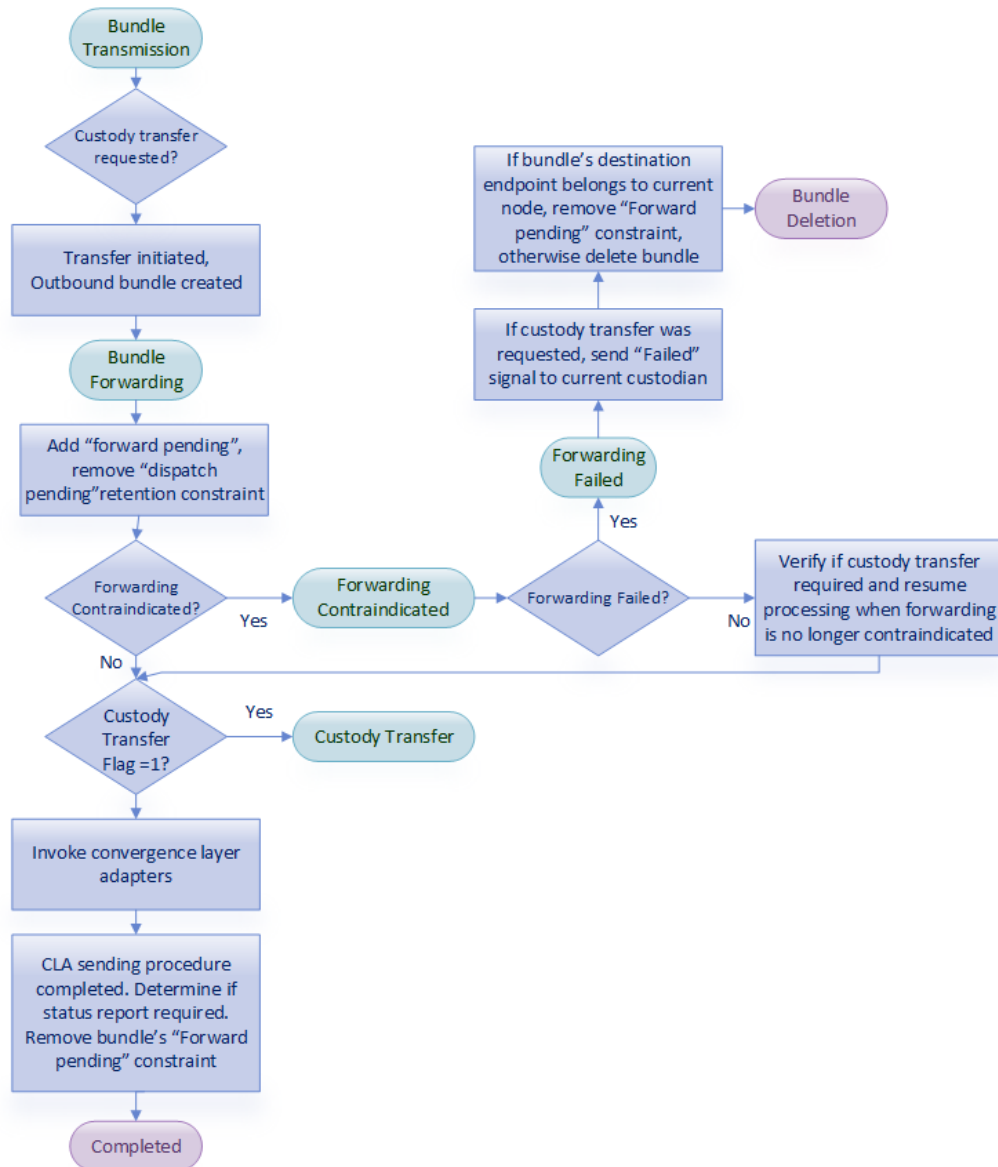 Bundle
Transmission
Custody transfer
requested?
Transfer initiated,
Outbound bundle created
Bundle
Forwarding
Add “forward pending”,
remove “dispatch
pending”retention constraint
Forwarding
Contraindicated?
Yes
No
Forwarding
Contraindicated
Forwarding Failed?
Yes
No
Forwarding
Failed
If custody transfer was
requested, send “Failed”
signal to current custodian
If bundle’s destination
endpoint belongs to current
node, remove “Forward
pending” constraint,
otherwise delete bundle
Bundle
Deletion
Verify if custody transfer
required and resume
processing when forwarding
is no longer contraindicated
Custody
Transfer
Flag =1?
Yes
Custody Transfer
Invoke convergence layer
adapters
CLA sending procedure
completed. Determine if
status report required.
Remove bundle’s “Forward
pending” constraint
Completed